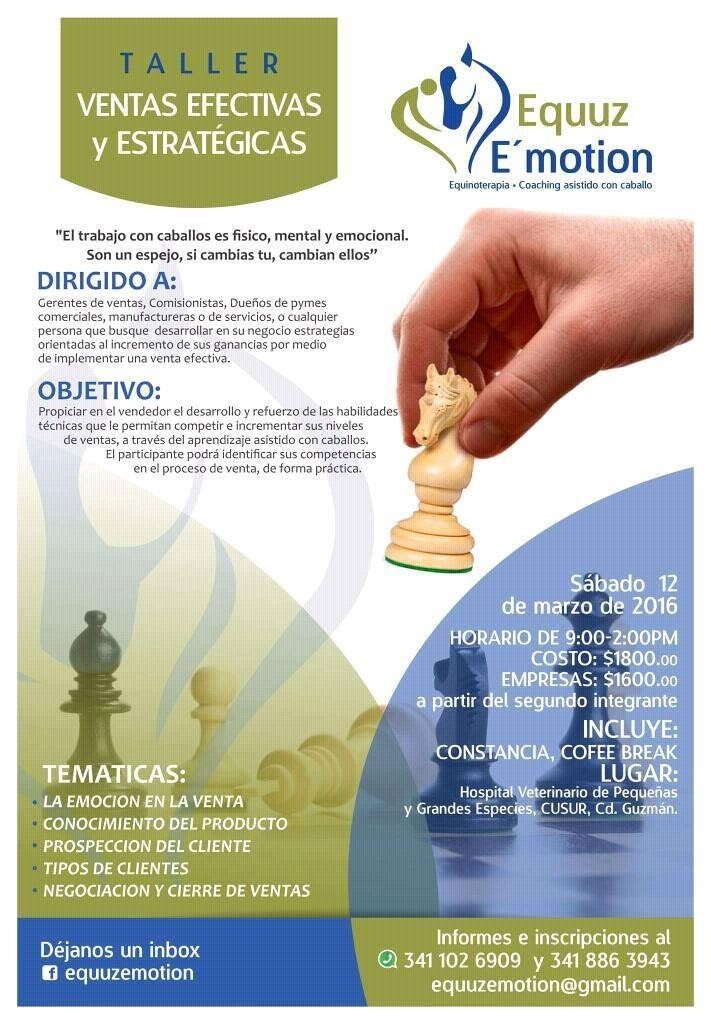 TALLER
VENTAS EFECTIVAS
y ESTRATÉGICAS
Equuz
E´motion
Equinoterapia • Coaching asistido con caballo
"El trabajo con caballos es fisico, mental y emocional.
Son un espejo, si cambias tu, cambian ellos”
DIRIGIDO A:
Gerentes de ventas, Comisionistas, Dueños de pymes
comerciales, manufactureras o de servicios, o cualquier
persona que busque desarrollar en su negocio estrategias
orientadas al incremento de sus ganancias por medio
de implementar una venta efectiva.
OBJETIVO:
Propiciar en el vendedor el desarrollo y refuerzo de las habilidades
técnicas que le permitan competir e incrementar sus niveles
de ventas, a través del aprendizaje asistido con caballos.
El participante podrá identificar sus competencias
en el proceso de venta, de forma práctica.
Sábado 12
de marzo de 2016
HORARIO DE 9:00-2:00PM
COSTO: $1800.00
EMPRESAS: $1600.00
a partir del segundo integrante
INCLUYE:
CONSTANCIA, COFEE BREAK
LUGAR:
Hospital Veterinario de Pequeñas
y Grandes Especies, CUSUR, Cd. Guzmán.
TEMATICAS:
• LA EMOCION EN LA VENTA
• CONOCIMIENTO DEL PRODUCTO
• PROSPECCION DEL CLIENTE
• TIPOS DE CLIENTES
• NEGOCIACION Y CIERRE DE VENTAS
Déjanos un inbox
f equuzemotion
Informes e inscripciones al
341 102 6909 y 341 886 3943
equuzemotion@gmail.com